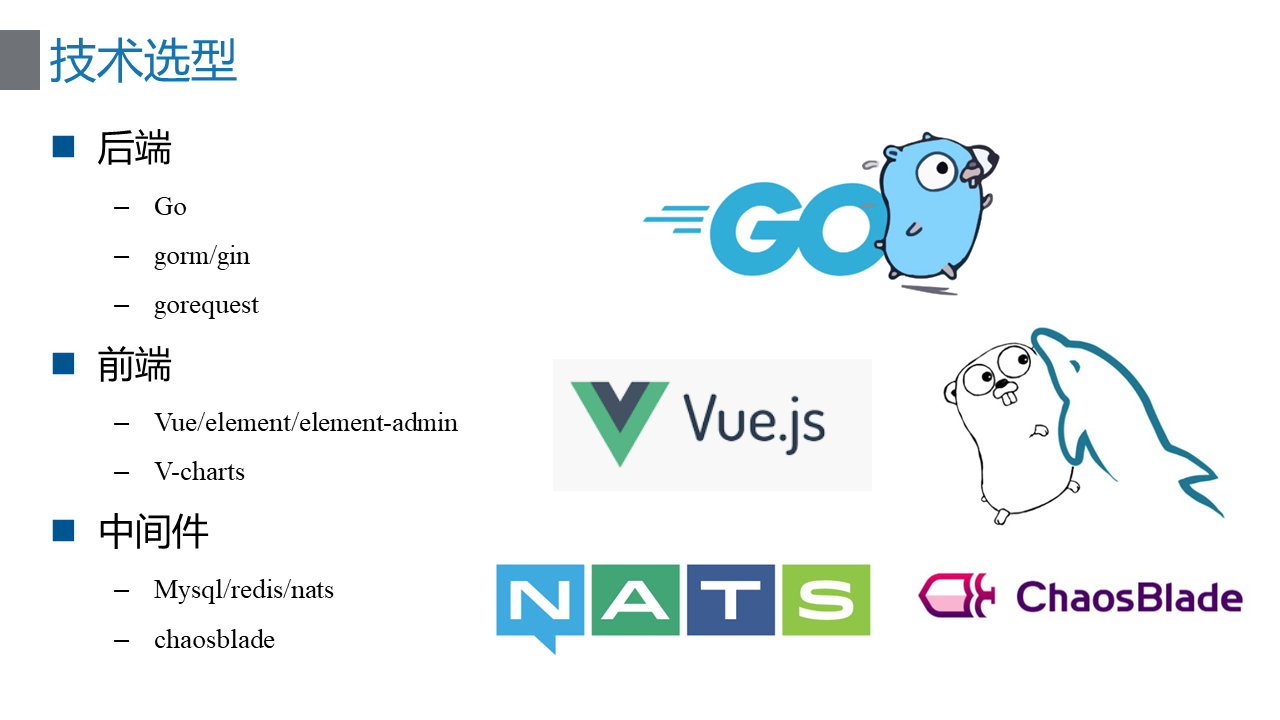 技术选型
后端
– Go
– gorm/gin
– gorequest
前端
– Vue/element/element-admin
– V-charts
中间件
– Mysql/redis/nats
– chaosblade
GO
Vue.js
NATS
ChaosBlade